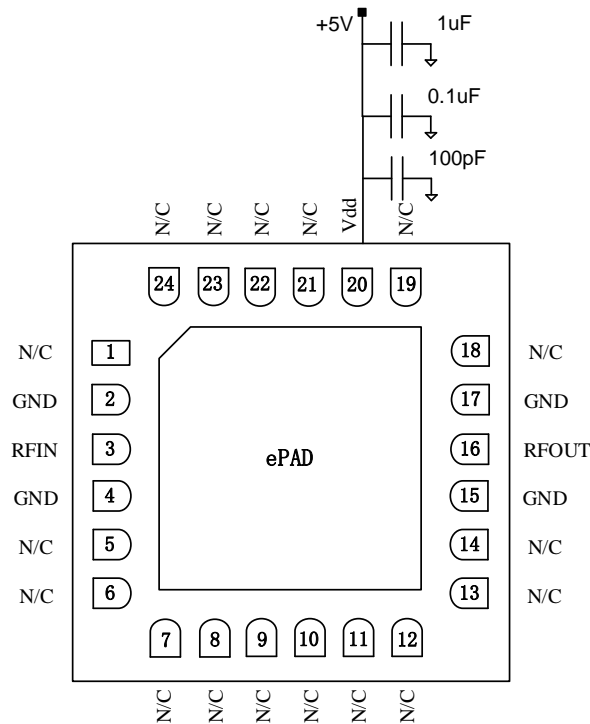 +5V
1uF
0.1uF
100pF
N/C N/C N/C N/C Vdd N/C
24 23 22 21 20 19
N/C 1 18 N/C
GND 2 17 GND
RFIN 3 16 RFOUT
ePAD
GND 4 15 GND
N/C 5 14 N/C
N/C 6 13 N/C
7 8 9 10 11 12
N/C N/C N/C N/C N/C N/C